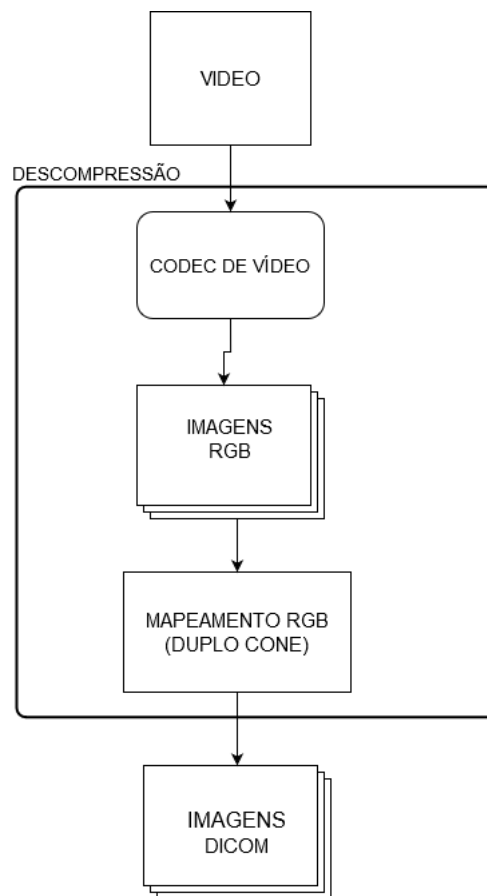 VIDEO
DESCOMPRESSÃO
CODEC DE VÍDEO
IMAGENS
RGB
MAPEAMENTO RGB
(DUPLO CONE)
IMAGENS
DICOM